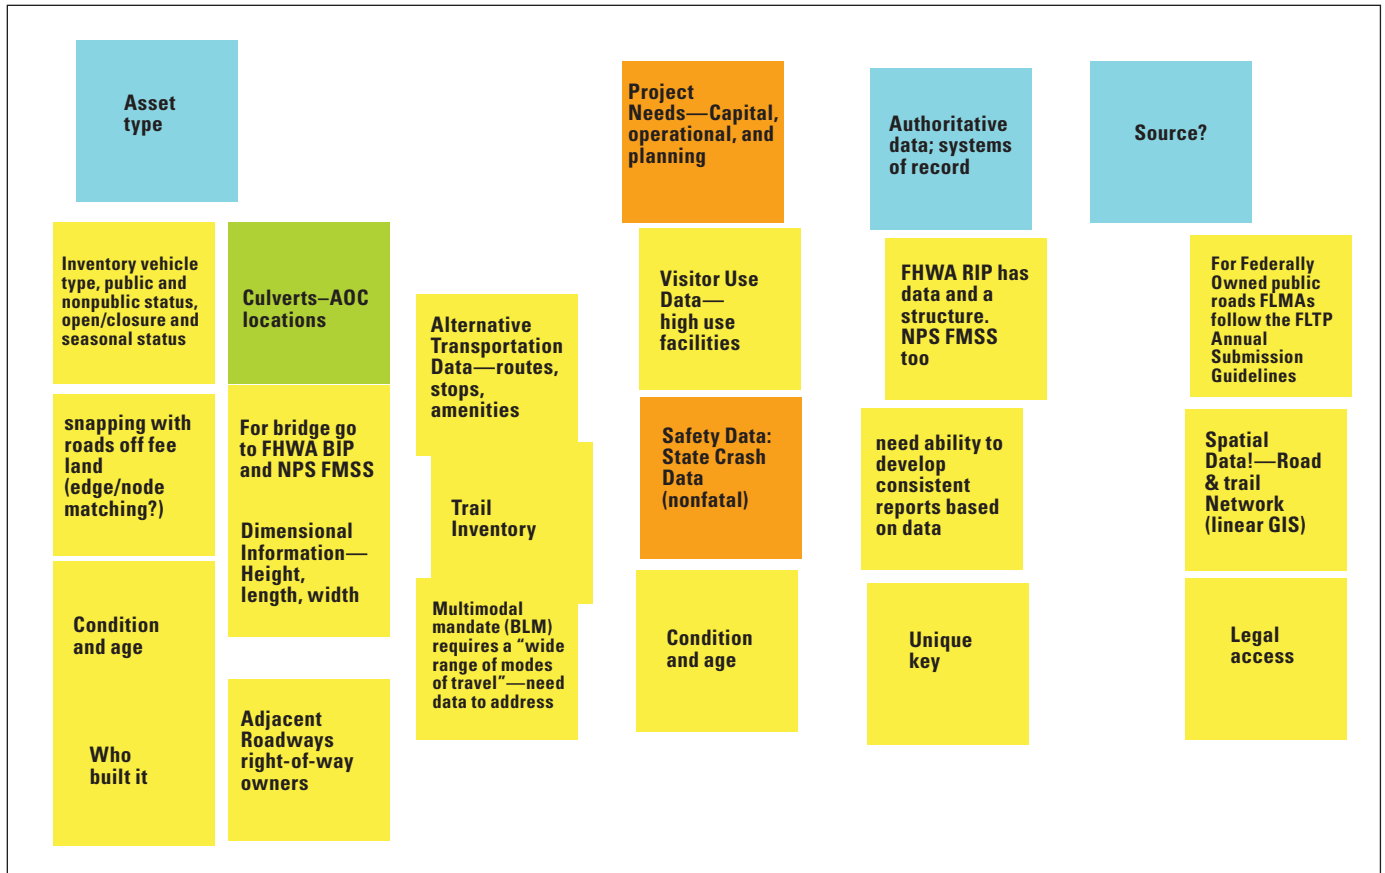 Asset
type
Project
Needs—Capital,
operational, and
planning
Authoritative
data; systems
of record
Source?
Inventory vehicle
type, public and
nonpublic status,
open/closure and
seasonal status
Culverts–AOC
locations
Alternative
Transportation
Data—routes,
stops,
amenities
Visitor Use
Data—
high use
facilities
FHWA RIP has
data and a
structure.
NPS FMSS
too
For Federally
Owned public
roads FLMAs
follow the FLTP
Annual
Submission
Guidelines
snapping with
roads off fee
land
(edge/node
matching?)
For bridge go
to FHWA BIP
and NPS FMSS
Dimensional
Information—
Height,
length, width
Trail
Inventory
Safety Data:
State Crash
Data
(nonfatal)
need ability to
develop
consistent
reports based
on data
Spatial
Data!—Road
& trail
Network
(linear GIS)
Condition
and age
Who
built it
Adjacent
Roadways
right-of-way
owners
Multimodal
mandate (BLM)
requires a “wide
range of modes
of travel”—need
data to address
Condition
and age
Unique
key
Legal
access